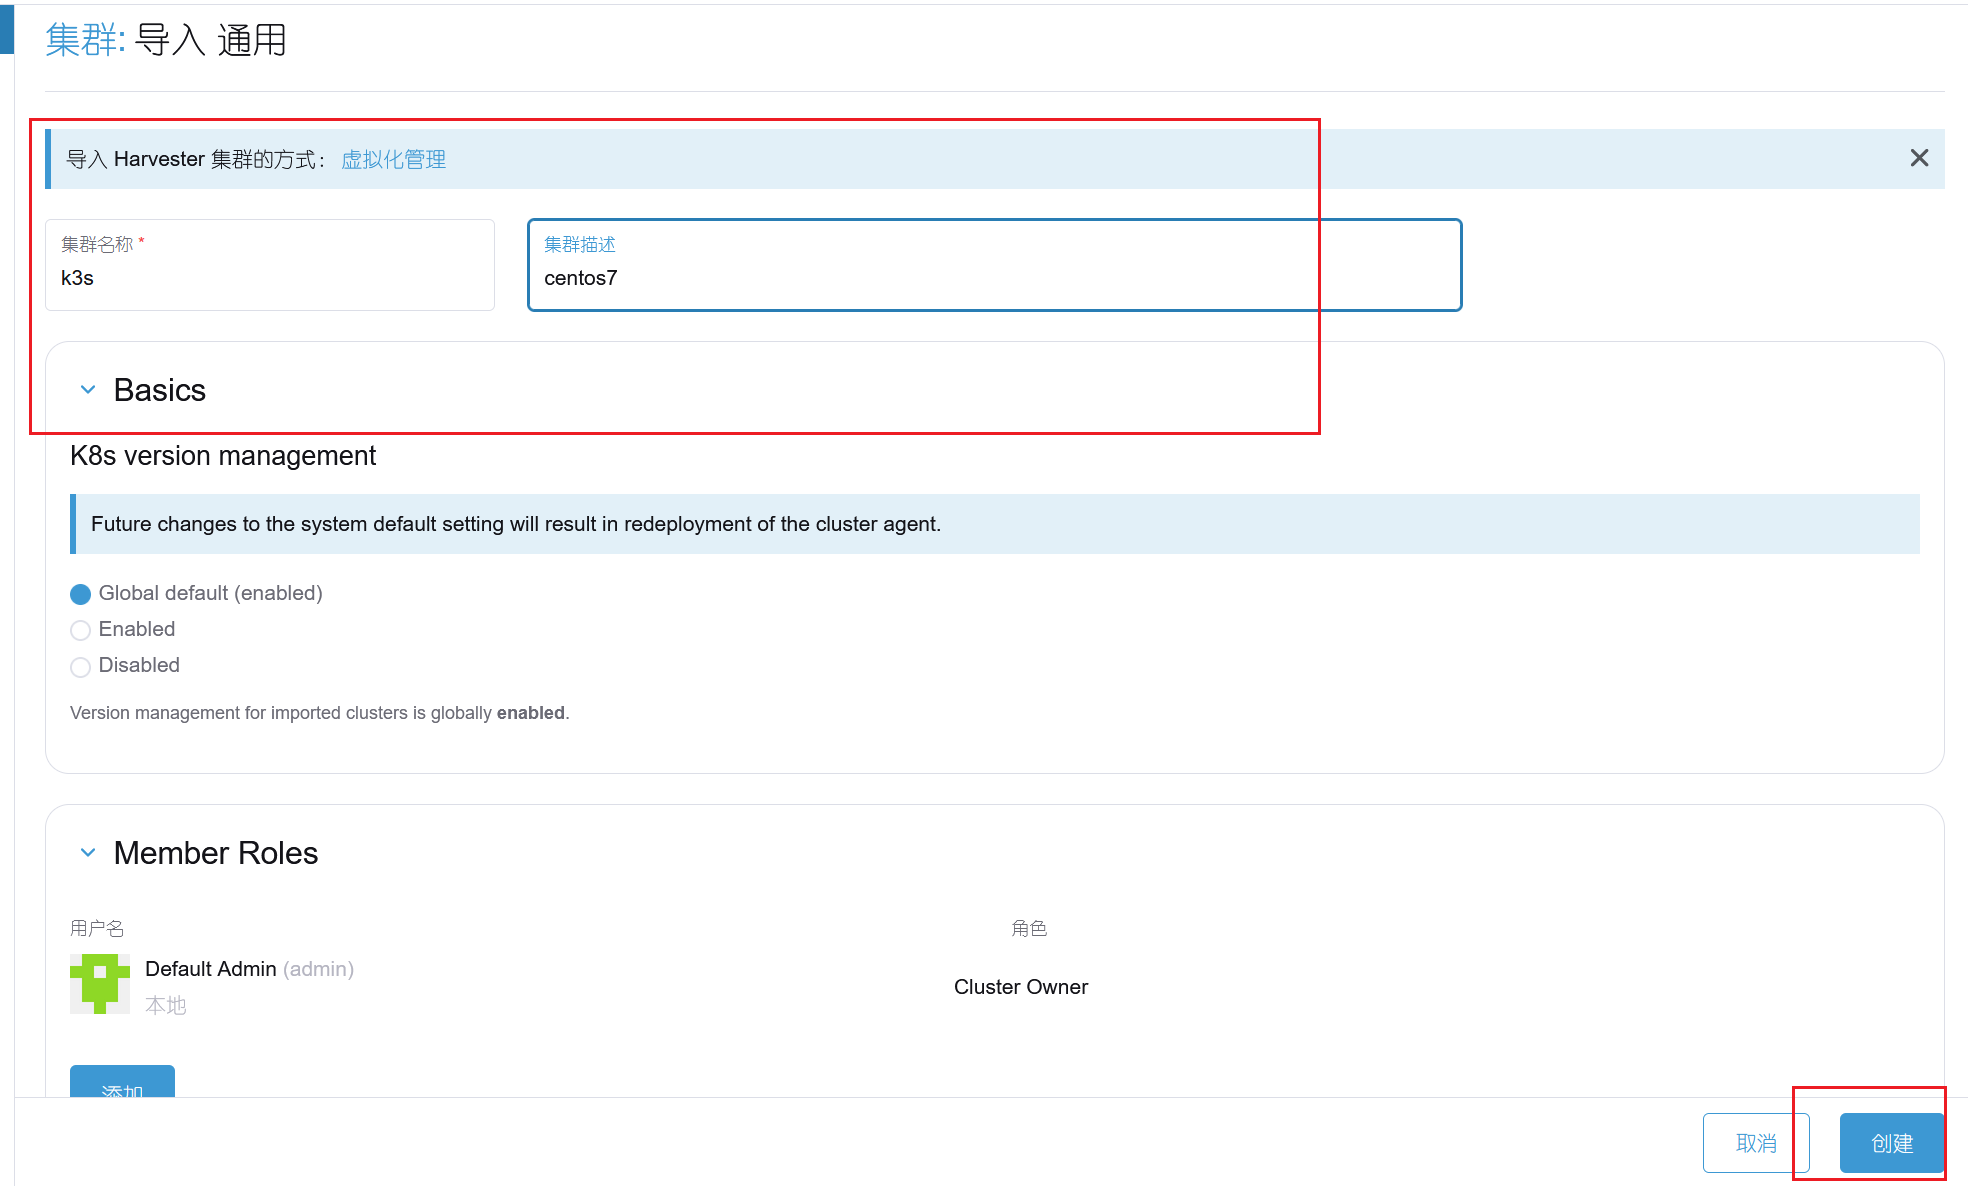 集群: 导入 通用
导入 Harvester 集群的方式： 虚拟化管理
集群名称 *
k3s
集群描述
centos7
Basics
K8s version management
Future changes to the system default setting will result in redeployment of the cluster agent.
Global default (enabled)
Enabled
Disabled
Version management for imported clusters is globally enabled.
Member Roles
用户名
角色
Default Admin (admin)
本地
Cluster Owner
添加
取消
创建